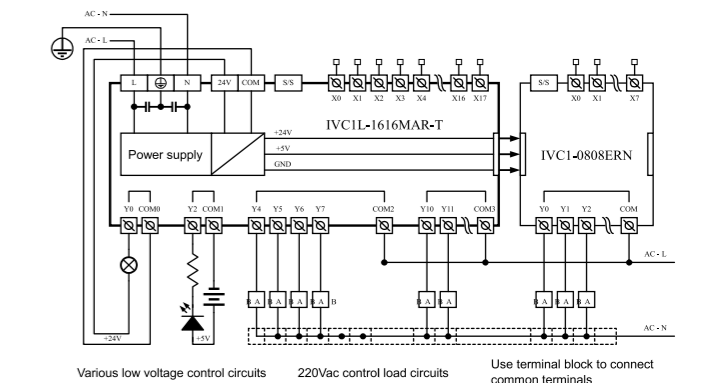 AC - N
AC - L
L N 24V COM S/S
X0 X1 X2 X3 X4 X16 X17
S/S X0 X1 X7
IVC1L-1616MAR-T
+24V
+5V
GND
Power supply
IVC1-0808ERN
Y0 COM0 Y2 COM1 Y4 Y5 Y6 Y7 COM2 Y10 Y11 COM3
Y0 Y1 Y2 COM
AC - L
B A B A B A B A B B A B A B A B A B A
AC - N
+24V
+5V
Various low voltage control circuits
220Vac control load circuits
Use terminal block to connect
common terminals